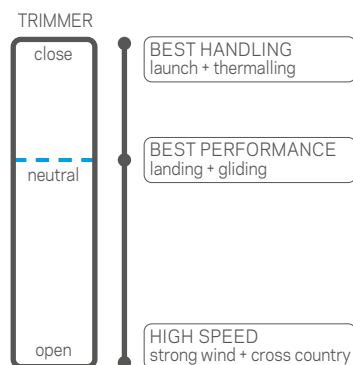 TRIMMER
close
BEST HANDLING
launch + thermalling
neutral
BEST PERFORMANCE
landing + gliding
open
HIGH SPEED
strong wind + cross country